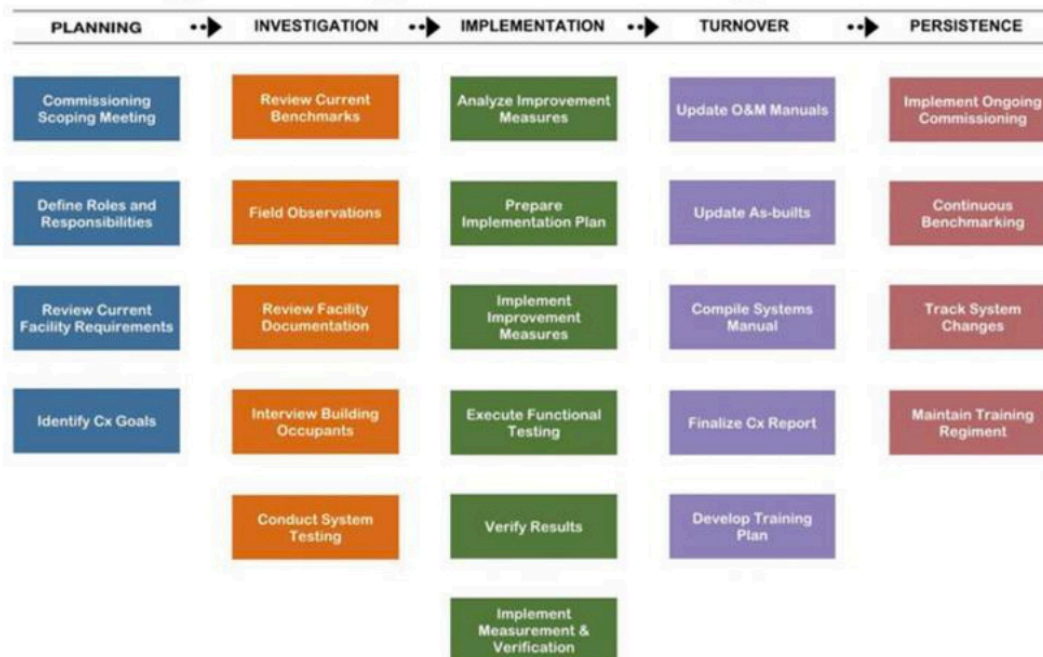 PLANNING
INVESTIGATION
IMPLEMENTATION
TURNOVER
PERSISTENCE
Commissioning
Scoping Meeting
Define Roles and
Responsibilities
Review Current
Facility Requirements
Identify Cx Goals
Review Current
Benchmarks
Field Observations
Review Facility
Documentation
Interview Building
Occupants
Conduct System
Testing
Analyze Improvement
Measures
Prepare
Implementation Plan
Implement
Improvement
Measures
Execute Functional
Testing
Verify Results
Implement
Measurement &
Verification
Update O&M Manuals
Update As-builts
Compile Systems
Manual
Finalize Cx Report
Develop Training
Plan
Implement Ongoing
Commissioning
Continuous
Benchmarking
Track System
Changes
Maintain Training
Regiment